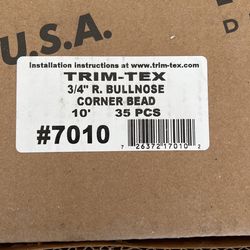 U.S.A.
Installation instructions at www.trim-tex.com
TRIM-TEX
3/4" R. BULLNOSE
CORNER BEAD
10' 35 PCS
#7010
7 26372 17010 2